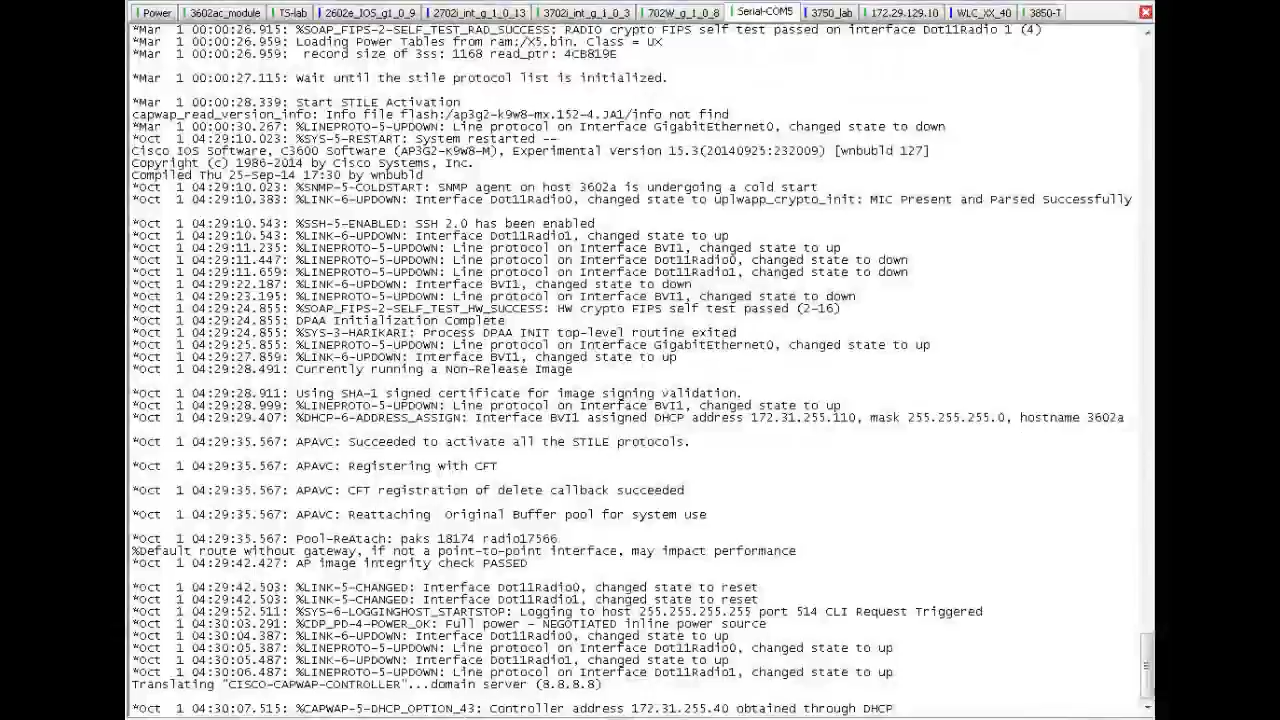 Power 3602ac_module TS-lab 2602e_IOS_g1_0_9 2702i_int_g_1_0_13 3702i_int_g_1_0_3 702W_g_1_0_8 Serial-COM5 3750_lab 172.29.129.10 WLC_XX_40 3850-T
*Mar 1 00:00:26.915: %SOAP_FIPS-2-SELF_TEST_RAD_SUCCESS: RADIO crypto FIPS self test passed on interface Dot11Radio 1 (4)
*Mar 1 00:00:26.959: Loading Power Tables from ram:/X5.bin. Class = UX
*Mar 1 00:00:26.959: record size of 3ss: 1168 read_ptr: 4CB819E
*Mar 1 00:00:27.115: Wait until the stile protocol list is initialized.
*Mar 1 00:00:28.339: Start STILE Activation
capwap_read_version_info: Info file flash:/ap3g2-k9w8-mx.152-4.JA1/info not find
*Mar 1 00:00:30.267: %LINEPROTO-5-UPDOWN: Line protocol on Interface GigabitEthernet0, changed state to down
*Oct 1 04:29:10.023: %SYS-5-RESTART: System restarted --
Cisco IOS Software, C3600 Software (AP3G2-K9W8-M), Experimental Version 15.3(20140925:232009) [wnbubld 127]
Copyright (c) 1986-2014 by Cisco Systems, Inc.
Compiled Thu 25-Sep-14 17:30 by wnbubld
*Oct 1 04:29:10.023: %SNMP-5-COLDSTART: SNMP agent on host 3602a is undergoing a cold start
*Oct 1 04:29:10.383: %LINK-6-UPDOWN: Interface Dot11Radio0, changed state to uplwapp_crypto_init: MIC Present and Parsed Successfully
*Oct 1 04:29:10.543: %SSH-5-ENABLED: SSH 2.0 has been enabled
*Oct 1 04:29:10.543: %LINK-6-UPDOWN: Interface Dot11Radio1, changed state to up
*Oct 1 04:29:11.235: %LINEPROTO-5-UPDOWN: Line protocol on Interface BVI1, changed state to up
*Oct 1 04:29:11.447: %LINEPROTO-5-UPDOWN: Line protocol on Interface Dot11Radio0, changed state to down
*Oct 1 04:29:11.659: %LINEPROTO-5-UPDOWN: Line protocol on Interface Dot11Radio1, changed state to down
*Oct 1 04:29:22.187: %LINK-6-UPDOWN: Interface BVI1, changed state to down
*Oct 1 04:29:23.195: %LINEPROTO-5-UPDOWN: Line protocol on Interface BVI1, changed state to down
*Oct 1 04:29:24.855: %SOAP_FIPS-2-SELF_TEST_HW_SUCCESS: HW crypto FIPS self test passed (2-16)
*Oct 1 04:29:24.855: DPAA Initialization Complete
*Oct 1 04:29:24.855: %SYS-3-HARIKARI: Process DPAA INIT top-level routine exited
*Oct 1 04:29:25.855: %LINEPROTO-5-UPDOWN: Line protocol on Interface GigabitEthernet0, changed state to up
*Oct 1 04:29:27.859: %LINK-6-UPDOWN: Interface BVI1, changed state to up
*Oct 1 04:29:28.491: Currently running a Non-Release Image
*Oct 1 04:29:28.911: Using SHA-1 signed certificate for image signing validation.
*Oct 1 04:29:28.999: %LINEPROTO-5-UPDOWN: Line protocol on Interface BVI1, changed state to up
*Oct 1 04:29:29.407: %DHCP-6-ADDRESS_ASSIGN: Interface BVI1 assigned DHCP address 172.31.255.110, mask 255.255.255.0, hostname 3602a
*Oct 1 04:29:35.567: APAVC: Succeeded to activate all the STILE protocols.
*Oct 1 04:29:35.567: APAVC: Registering with CFT
*Oct 1 04:29:35.567: APAVC: CFT registration of delete callback succeeded
*Oct 1 04:29:35.567: APAVC: Reattaching Original Buffer pool for system use
*Oct 1 04:29:35.567: Pool-ReAtach: paks 18174 radio17566
%Default route without gateway, if not a point-to-point interface, may impact performance
*Oct 1 04:29:42.427: AP image integrity check PASSED
*Oct 1 04:29:42.503: %LINK-5-CHANGED: Interface Dot11Radio0, changed state to reset
*Oct 1 04:29:42.503: %LINK-5-CHANGED: Interface Dot11Radio1, changed state to reset
*Oct 1 04:29:52.511: %SYS-6-LOGGINGHOST_STARTSTOP: Logging to host 255.255.255.255 port 514 CLI Request Triggered
*Oct 1 04:30:03.291: %CDP_PD-4-POWER_OK: Full power - NEGOTIATED inline power source
*Oct 1 04:30:04.387: %LINK-6-UPDOWN: Interface Dot11Radio0, changed state to up
*Oct 1 04:30:05.387: %LINEPROTO-5-UPDOWN: Line protocol on Interface Dot11Radio0, changed state to up
*Oct 1 04:30:05.487: %LINK-6-UPDOWN: Interface Dot11Radio1, changed state to up
*Oct 1 04:30:06.487: %LINEPROTO-5-UPDOWN: Line protocol on Interface Dot11Radio1, changed state to up
Translating "CISCO-CAPWAP-CONTROLLER"...domain server (8.8.8.8)
*Oct 1 04:30:07.515: %CAPWAP-5-DHCP_OPTION_43: Controller address 172.31.255.40 obtained through DHCP